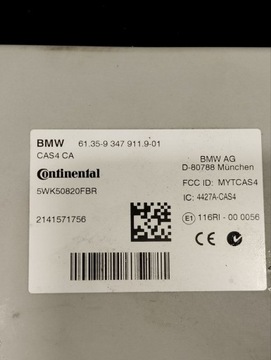 BMW 61.35-9 347 911.9-01
CAS4 CA
BMW AG
D-80788 München
Continental
FCC ID: MYTCAS4
5WK50820FBR
IC: 4427A-CAS4
2141571756
E1 116RI - 00 0056